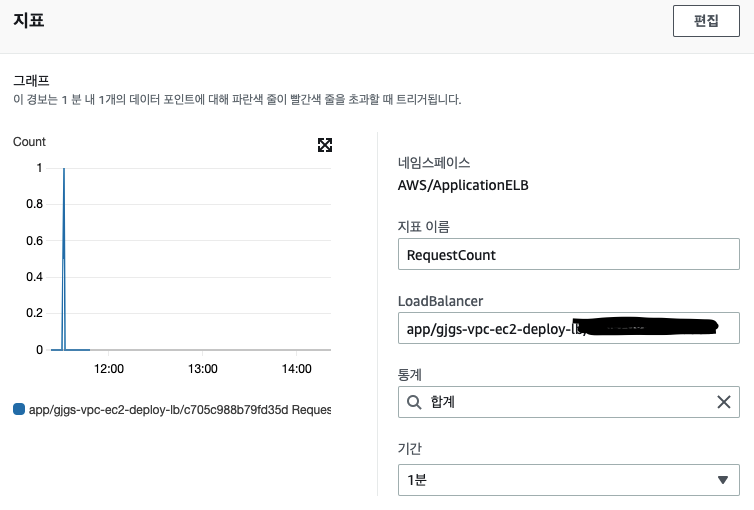 지표
편집
그래프
이 경보는 1 분 내 1개의 데이터 포인트에 대해 파란색 줄이 빨간색 줄을 초과할 때 트리거됩니다.
Count
1
0.8
0.6
0.4
0.2
0
12:00
13:00
14:00
app/gjgs-vpc-ec2-deploy-lb/c705c988b79fd35d Reques
네임스페이스
AWS/ApplicationELB
지표 이름
RequestCount
LoadBalancer
app/gjgs-vpc-ec2-deploy-lb/
통계
합계
기간
1분